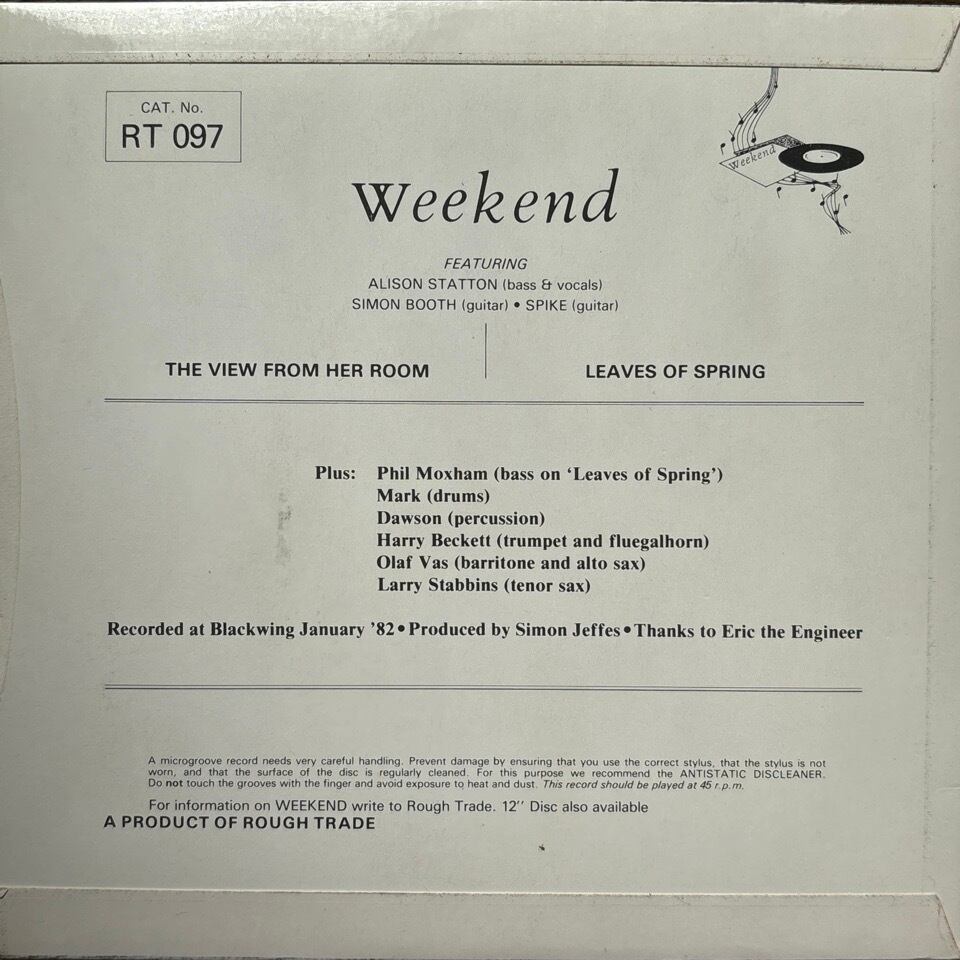 CAT. No.
RT 097
Weekend
Weekend
FEATURING
ALISON STATTON (bass & vocals)
SIMON BOOTH (guitar) • SPIKE (guitar)
THE VIEW FROM HER ROOM
LEAVES OF SPRING
Plus: Phil Moxham (bass on ‘Leaves of Spring’)
Mark (drums)
Dawson (percussion)
Harry Beckett (trumpet and fluegalhorn)
Olaf Vas (barritone and alto sax)
Larry Stabbins (tenor sax)
Recorded at Blackwing January ’82 • Produced by Simon Jeffes • Thanks to Eric the Engineer
A microgroove record needs very careful handling. Prevent damage by ensuring that you use the correct stylus, that the stylus is not
worn, and that the surface of the disc is regularly cleaned. For this purpose we recommend the ANTISTATIC DISCLEANER.
Do not touch the grooves with the finger and avoid exposure to heat and dust. This record should be played at 45 r.p.m.
For information on WEEKEND write to Rough Trade. 12″ Disc also available
A PRODUCT OF ROUGH TRADE